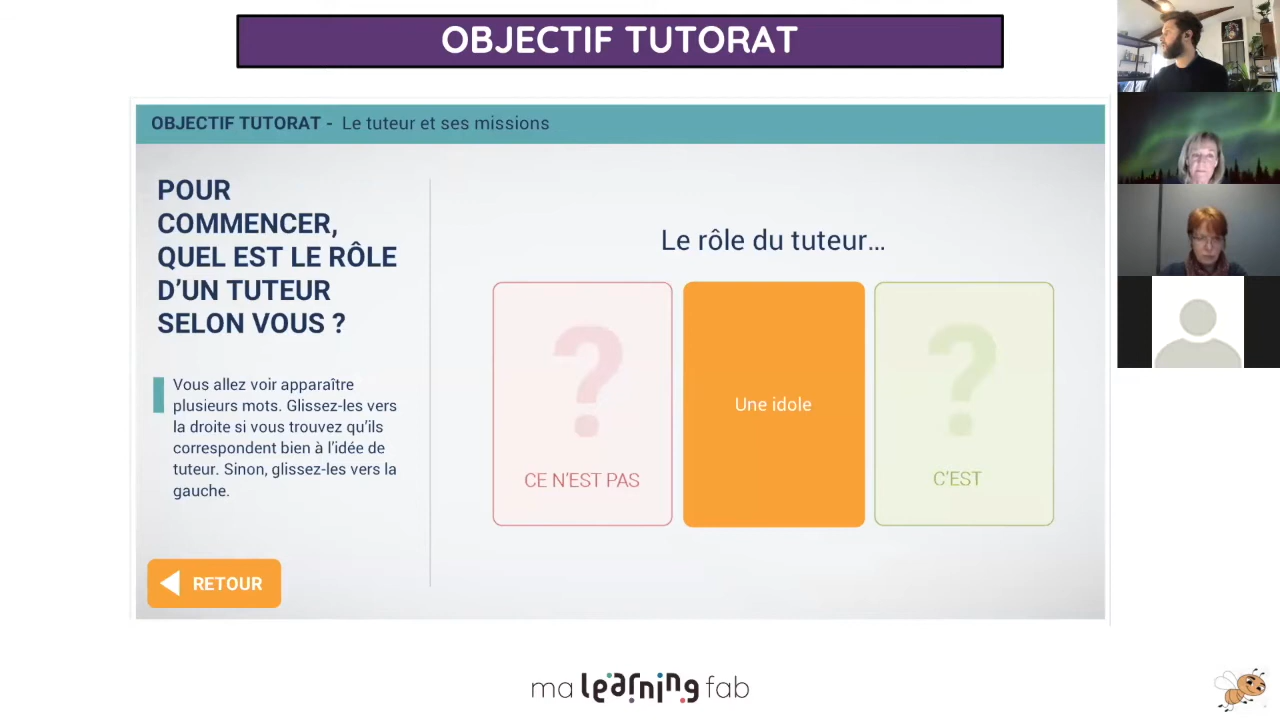 OBJECTIF TUTORAT
OBJECTIF TUTORAT - Le tuteur et ses missions
POUR
COMMENCER,
QUEL EST LE RÔLE
D'UN TUTEUR
SELON VOUS ?
Vous allez voir apparaître
plusieurs mots. Glissez-les vers
la droite si vous trouvez qu'ils
correspondent bien à l'idée de
tuteur. Sinon, glissez-les vers la
gauche.
RETOUR
Le rôle du tuteur...
?
CE N'EST PAS
Une idole
?
C'EST
ma learning fab